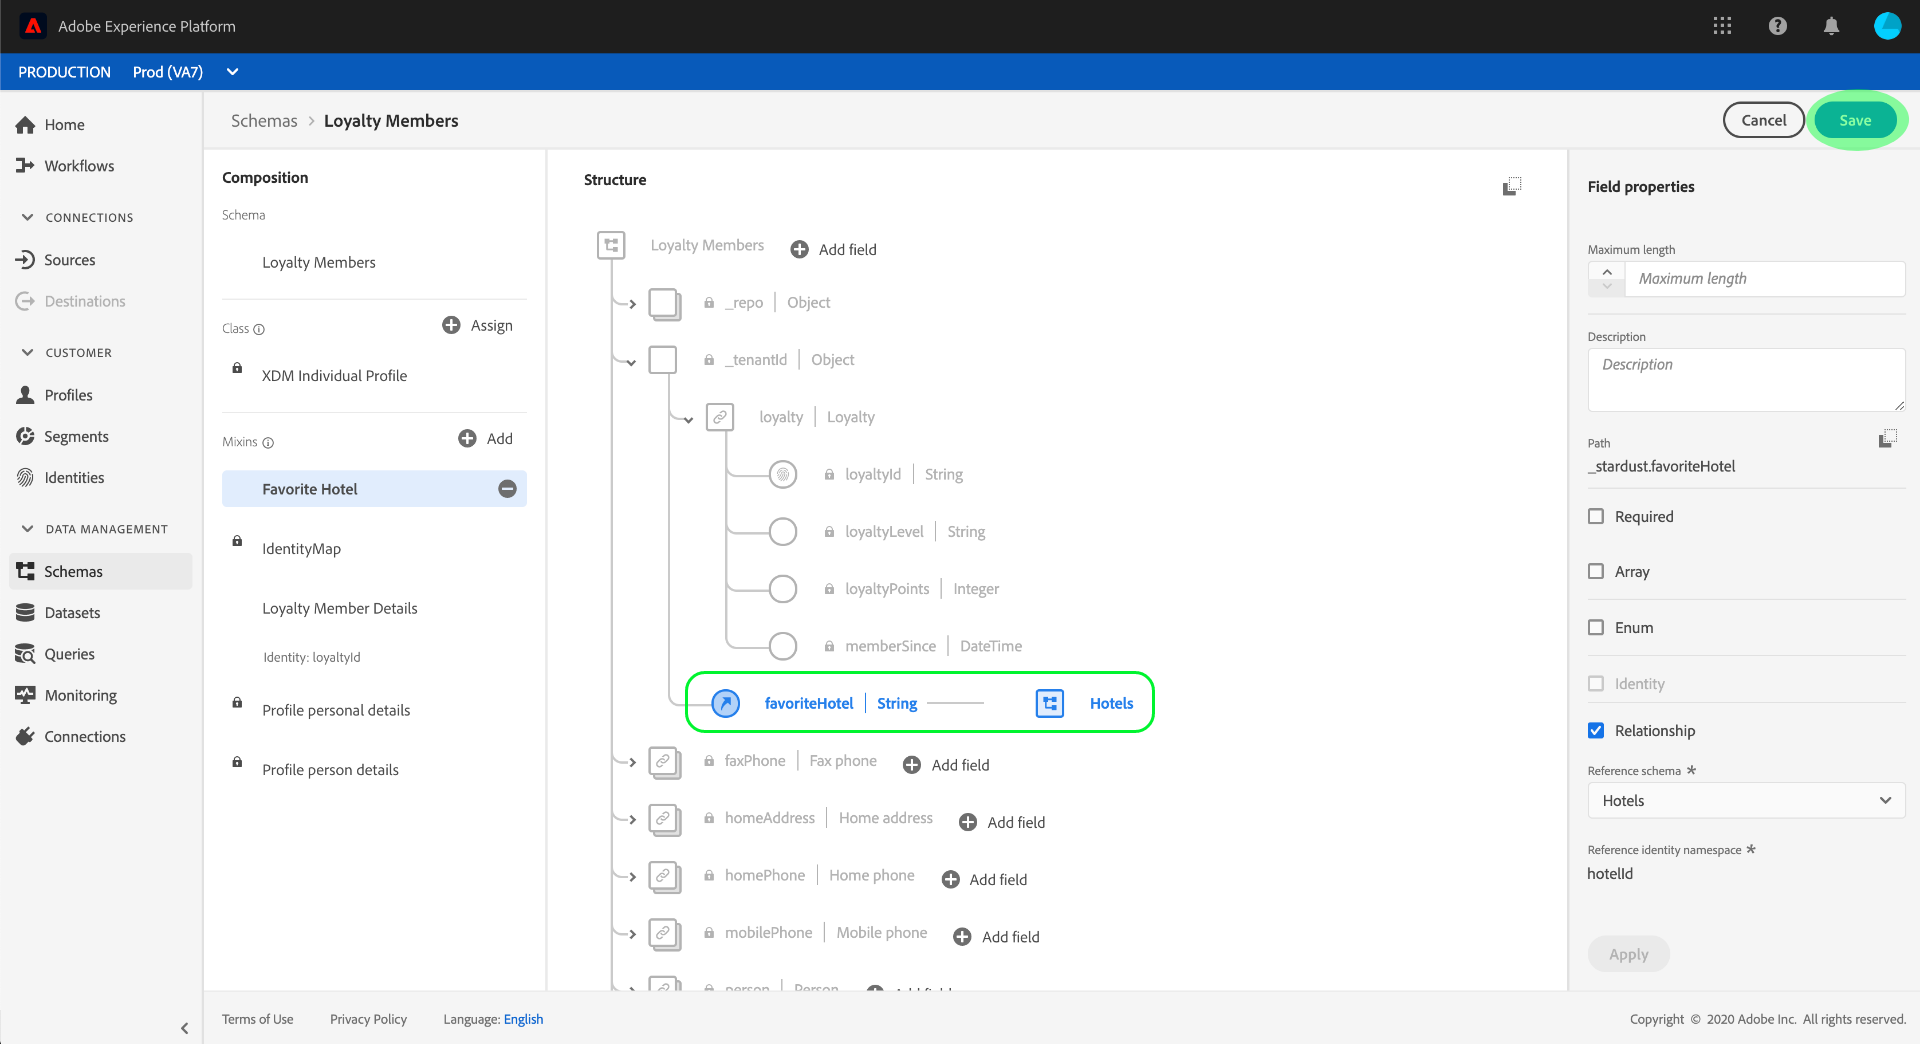 Adobe Experience Platform
PRODUCTION Prod (VA7)
Home
Workflows
CONNECTIONS
Sources
Destinations
CUSTOMER
Profiles
Segments
Identities
DATA MANAGEMENT
Schemas
Datasets
Queries
Monitoring
Connections
Schemas > Loyalty Members
Cancel
Save
Composition
Schema
Loyalty Members
Class
Assign
XDM Individual Profile
Mixins
Add
Favorite Hotel
IdentityMap
Loyalty Member Details
Identity: loyaltyId
Profile personal details
Profile person details
Structure
Loyalty Members Add field
_repo | Object
_tenantId | Object
loyalty | Loyalty
loyaltyId | String
loyaltyLevel | String
loyaltyPoints | Integer
memberSince | DateTime
favoriteHotel | String Hotels
faxPhone | Fax phone Add field
homeAddress | Home address Add field
homePhone | Home phone Add field
mobilePhone | Mobile phone Add field
person | Person Add field
Field properties
Maximum length
Maximum length
Description
Description
Path
_stardust.favoriteHotel
Required
Array
Enum
Identity
Relationship
Reference schema *
Hotels
Reference identity namespace *
hotelId
Apply
Terms of Use Privacy Policy Language: English
Copyright © 2020 Adobe Inc. All rights reserved.